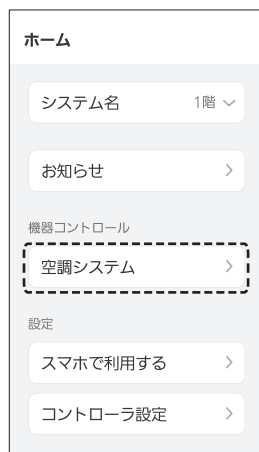 ホーム
システム名 1階
お知らせ
機器コントロール
空調システム
設定
スマホで利用する
コントローラ設定